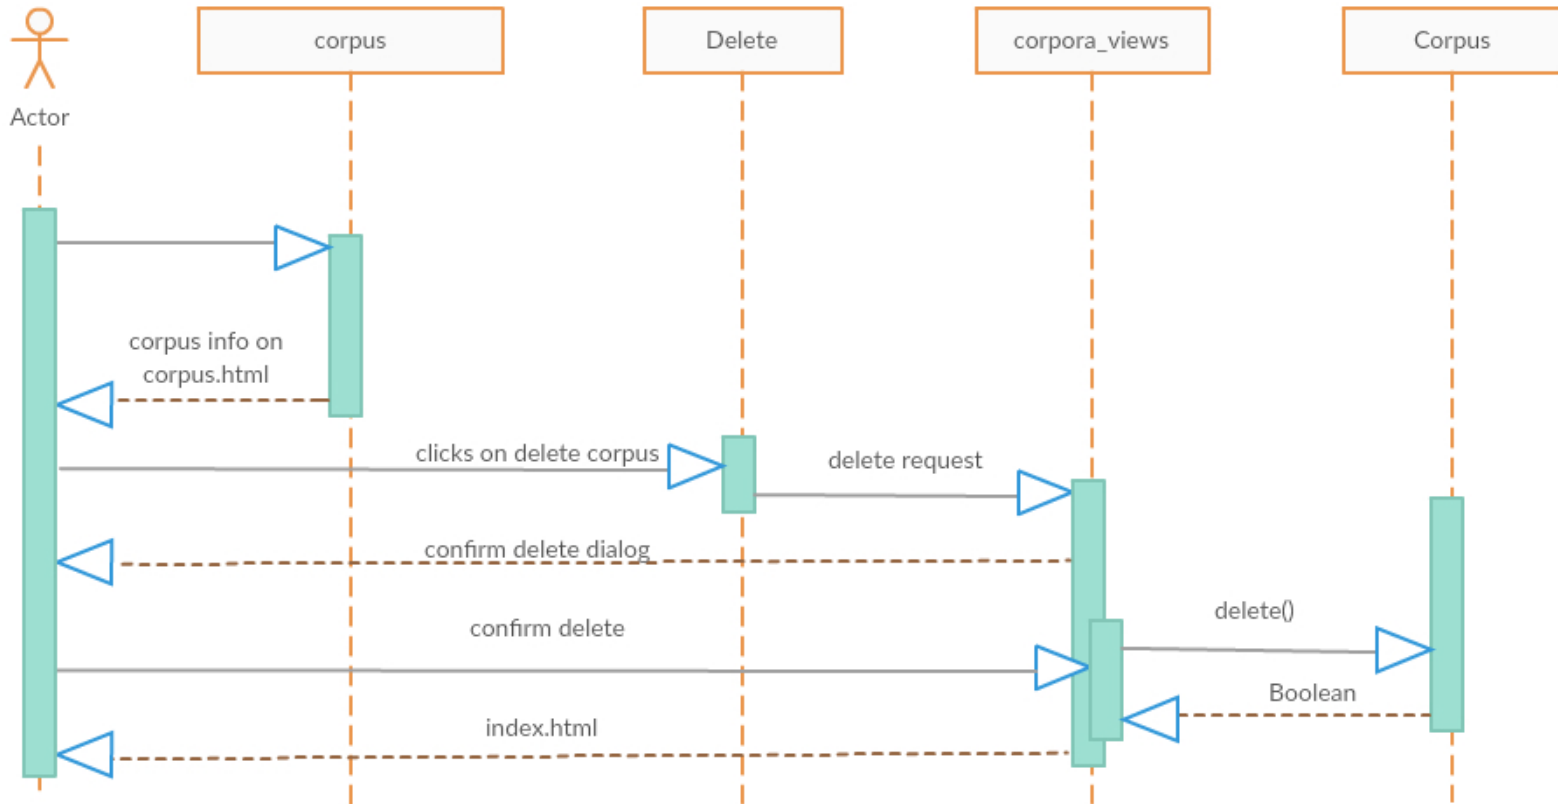 corpus
Delete
corpora_views
Corpus
Actor
corpus info on
corpus.html
clicks on delete corpus
delete request
confirm delete dialog
delete()
confirm delete
Boolean
index.html